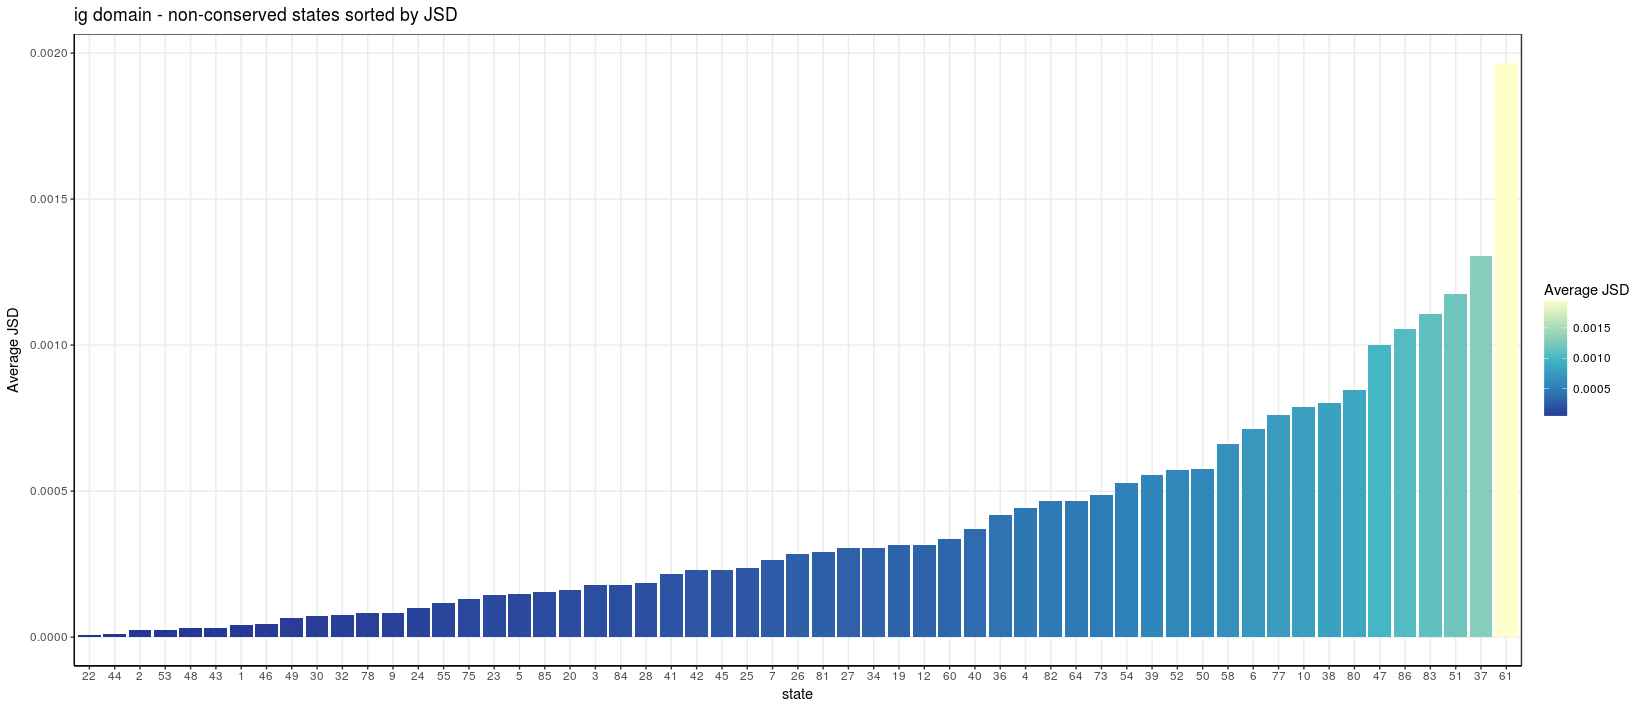 ig domain - non-conserved states sorted by JSD
0.0020
0.0015
0.0010
0.0005
0.0000
Average JSD
22 44 2 53 48 43 1 46 49 30 32 78 9 24 55 75 23 5 85 20 3 84 28 41 42 45 25 7 26 81 27 34 19 12 60 40 36 4 82 64 73 54 39 52 50 58 6 77 10 38 80 47 86 83 51 37 61
state
Average JSD
0.0015
0.0010
0.0005